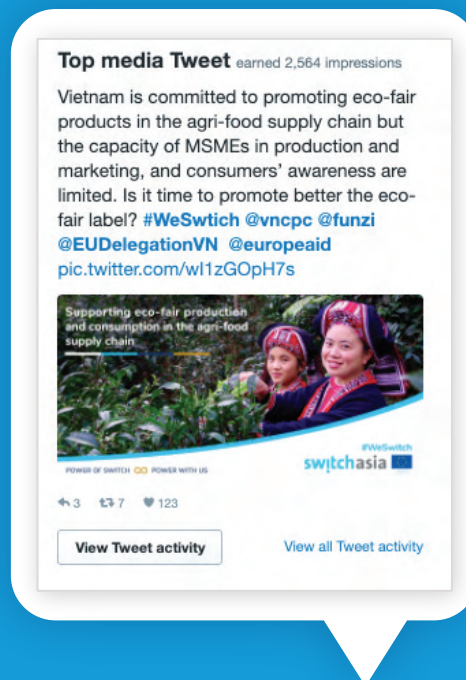 Top media Tweet earned 2,564 impressions
Vietnam is committed to promoting eco-fair
products in the agri-food supply chain but
the capacity of MSMEs in production and
marketing, and consumers' awareness are
limited. Is it time to promote better the eco-
fair label? #WeSwtich @vncpc @funzi
@EUDelegationVN @europeaid
pic.twitter.com/wI1zGOpH7s
Supporting eco-fair production
and consumption in the agri-food
supply chain
#WeSwitch
switchasia
POWER OF SWITCH POWER WITH US
3 7 123
View Tweet activity
View all Tweet activity